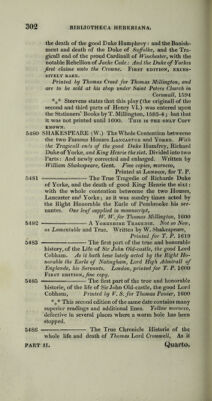 302 BIBLIOTHECA HEBERIANA.
the death of the good Duke Humphrey : and the Banish-
ment and death of the Duke of Suffolke, and the Tra-
gicall end of the proud Cardinall of Winchester, with the
notable Rebellion of Jacke Cade : And the Duke of Yorkes
first claime unto the Crowne. FIRST EDITION, EXCES-
SIVELY RARE.
Printed by Thomas Creed for Thomas Millington, and
are to be sold at his shop under Saint Peters Church in
Cornwall, 1594
*** Steevens states that this play (the original of the
second and third parts of Henry VI.) was entered upon
the Stationers' Books by T. Millington, 1593-4; but that
it was not printed until 1600. THIS IS THE ONLY COPY
KNOWN.
5480 SHAKESPEARE (W.) The Whole Contention betweene
the two Famous Houses Lancaster and Yorke. With
the Tragicall ends of the good Duke Humfrey, Richard
Duke of Yorke, and King Henrie the sixt. Divided into two
Parts : And newly corrected and enlarged. Written by
William Shakespeare, Gent. Fine copies, morocco,
Printed at LONDON, for T. P.
5481 ——— The True Tragedie of Richarde Duke
of Yorke, and the death of good King Henrie the sixt :
with the whole contention between the two Houses,
Lancaster and Yorke; as it was sundry times acted by
the Right Honorable the Earle of Pembrooke his ser-
vantes. One leaf supplied in manuscript,
W. W. for Thomas Millington, 1600
5482 ——— A YORKSHIRE TRAGEDIE. Not so New,
as Lamentable and True. Written by W. Shakespeare,
Printed for T. P. 1619
5483 ——— The first part of the true and honorable
history, of the Life of Sir John Old-castle, the good Lord
Cobham. As it hath bene lately acted by the Right Ho-
norable the Earle of Notingham, Lord High Admirall of
Englande, his Servants. London, printed for T. P. 1600
FIRST EDITION, fine copy.
5485 ——— The first part of the true and honorable
historie, of the life of Sir John Old-castle, the good Lord
Cobham, Printed by V. S. for Thomas Pavier, 1600
*** This second edition of the same date contains many
superior readings and additional lines. Yellow morocco,
defective in several places where a worm hole has been
stopped.
5486 ——— The True Chronicle Historie of the
whole life and death of Thomas Lord Cromwell. As it
PART II. Quarto.